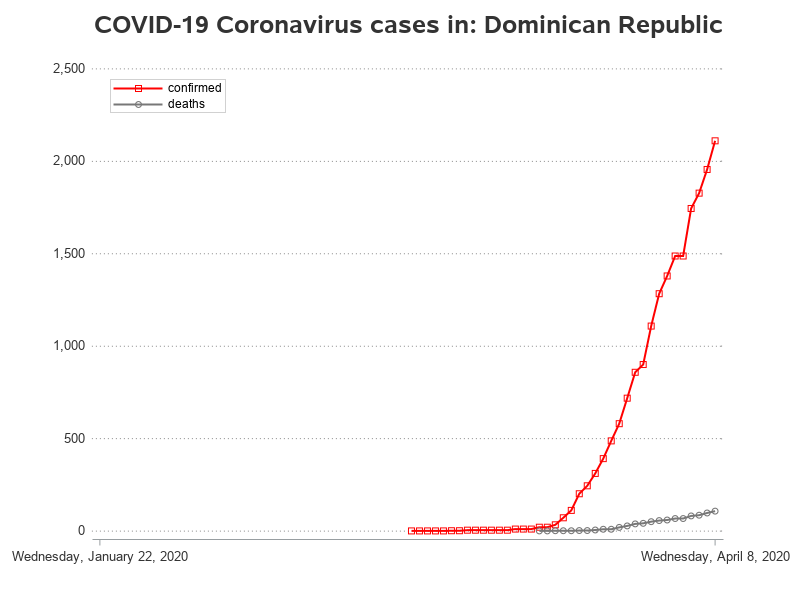 COVID-19 Coronavirus cases in: Dominican Republic
2,500
confirmed
deaths
2,000
1,500
1,000
500
0
Wednesday, January 22, 2020
Wednesday, April 8, 2020